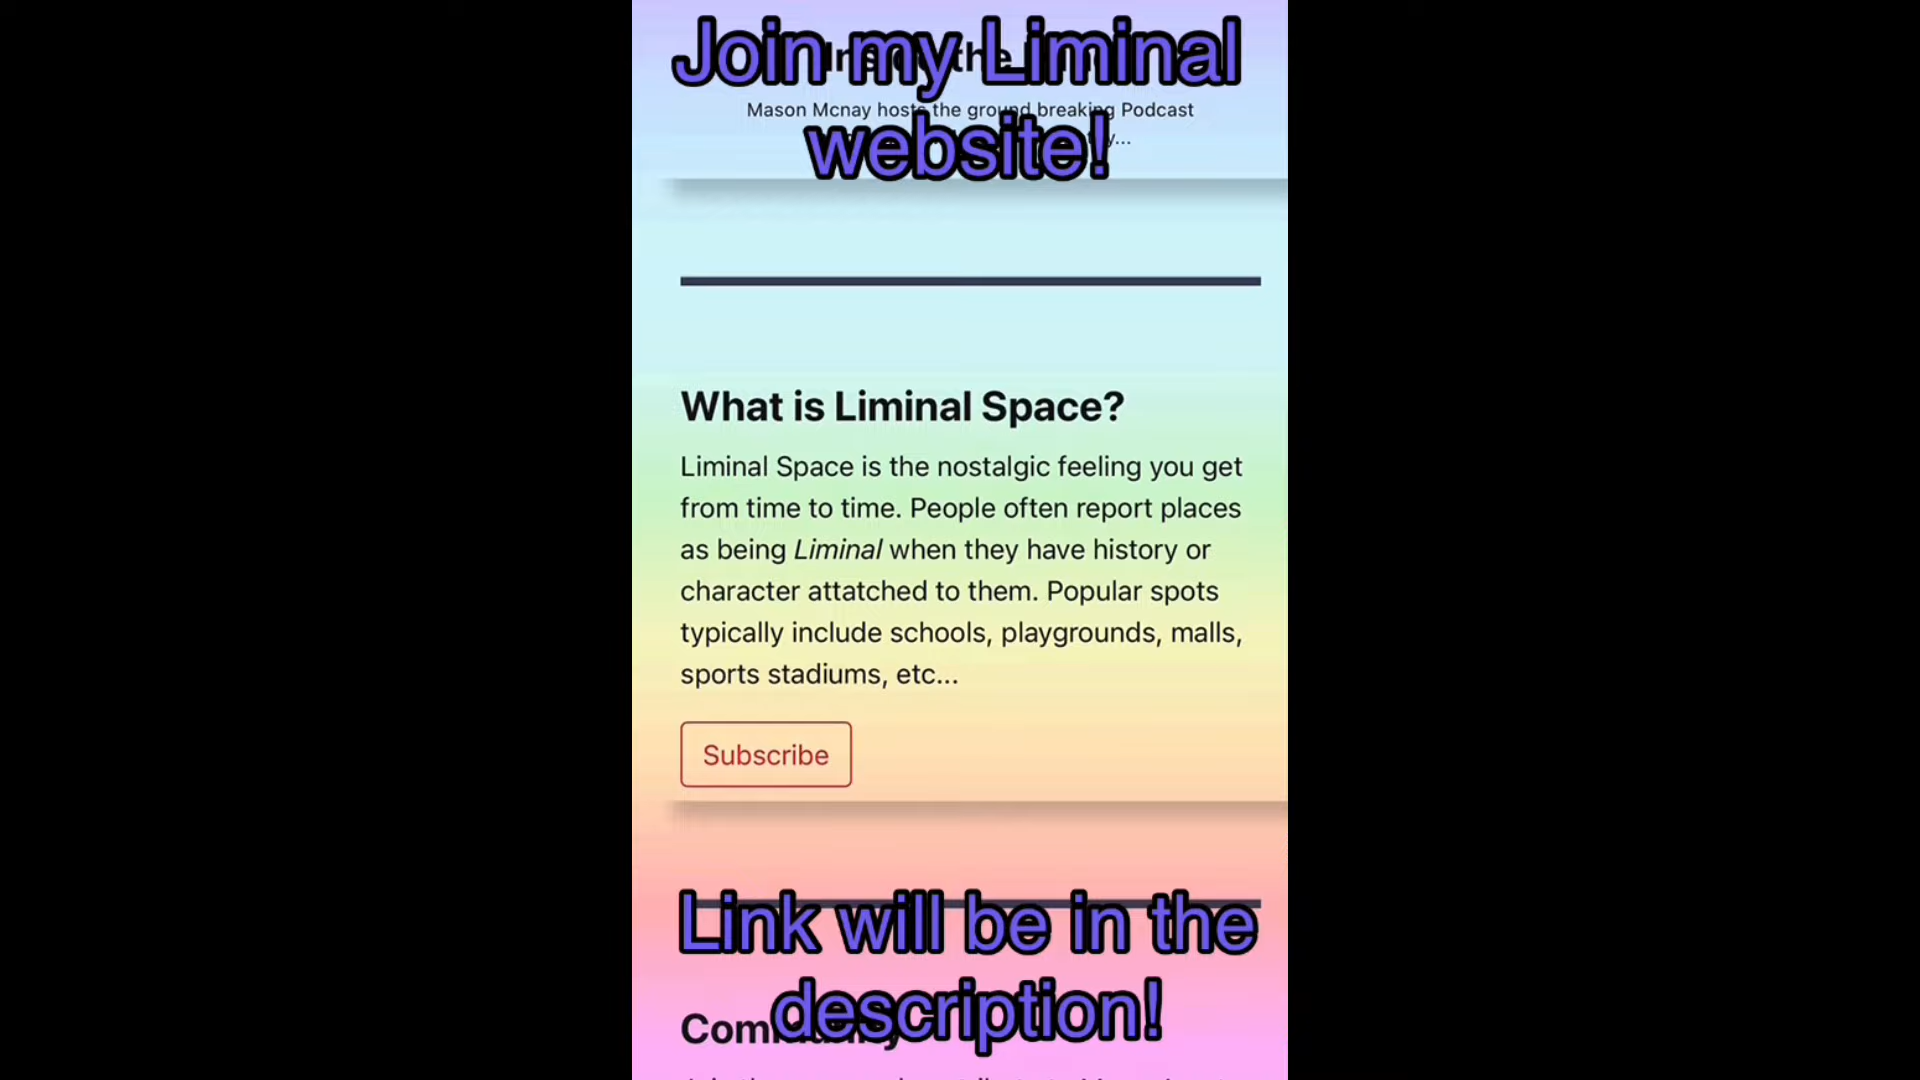 Join my Liminal
website!
the
Mason Mcnay hosts the ground breaking Podcast
What is Liminal Space?
Liminal Space is the nostalgic feeling you get
from time to time. People often report places
as being Liminal when they have history or
character attatched to them. Popular spots
typically include schools, playgrounds, malls,
sports stadiums, etc...
Subscribe
Link will be in the
description!
Community